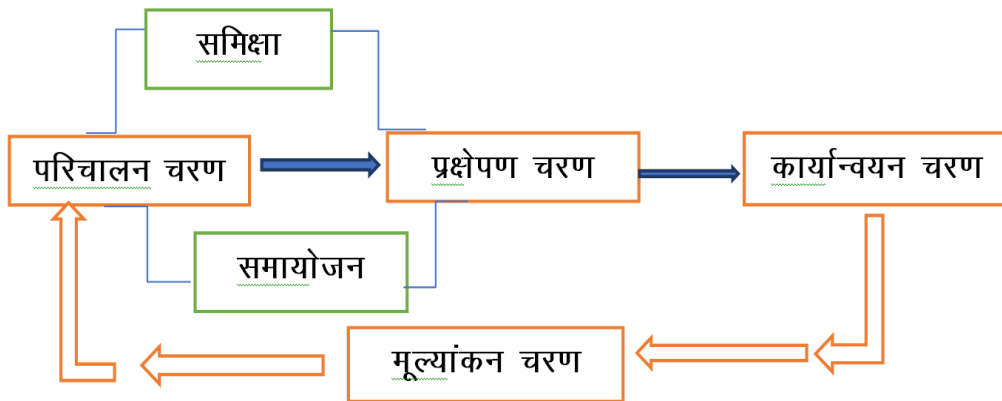 समिक्षा
परिचालन चरण
प्रक्षेपण चरण
कार्यान्वयन चरण
समायोजन
मूल्यांकन चरण